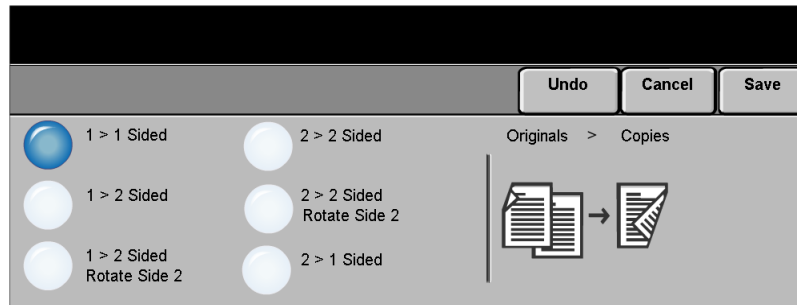 Undo Cancel Save
1 > 1 Sided 2 > 2 Sided Originals > Copies
1 > 2 Sided 2 > 2 Sided
Rotate Side 2
1 > 2 Sided
Rotate Side 2 2 > 1 Sided